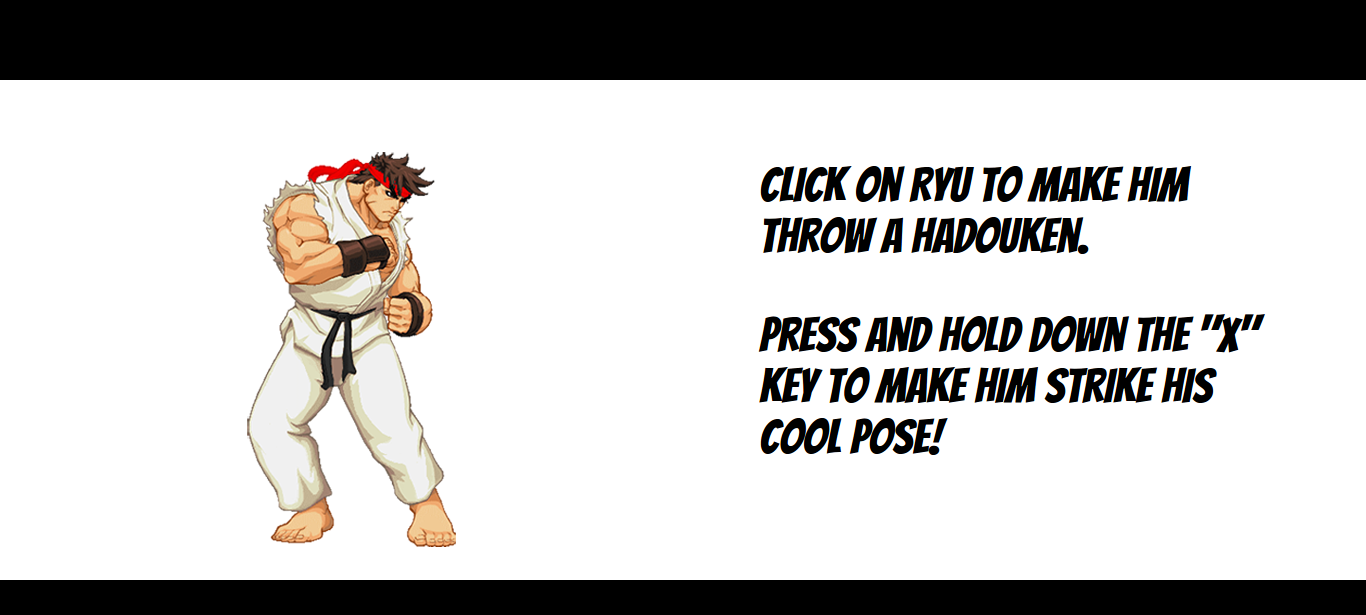 CLICK ON RYU TO MAKE HIM
THROW A HADOUKEN.
PRESS AND HOLD DOWN THE "X"
KEY TO MAKE HIM STRIKE HIS
COOL POSE!